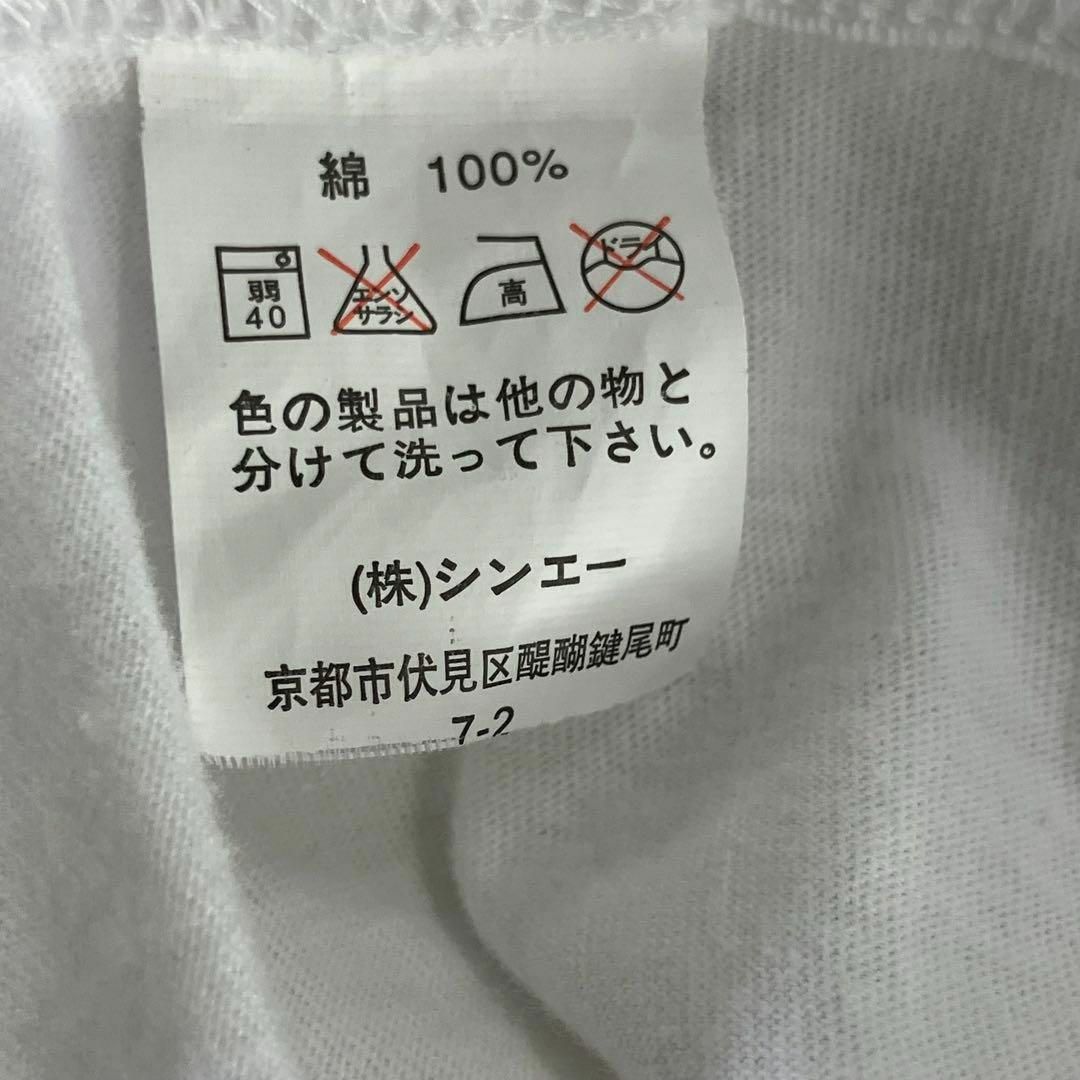 綿 100%
弱 40 エンソサラシ 高 ドライ
色の製品は他の物と
分けて洗って下さい。
(株)シンエー
京都市伏見区醍醐鍵尾町
7-2